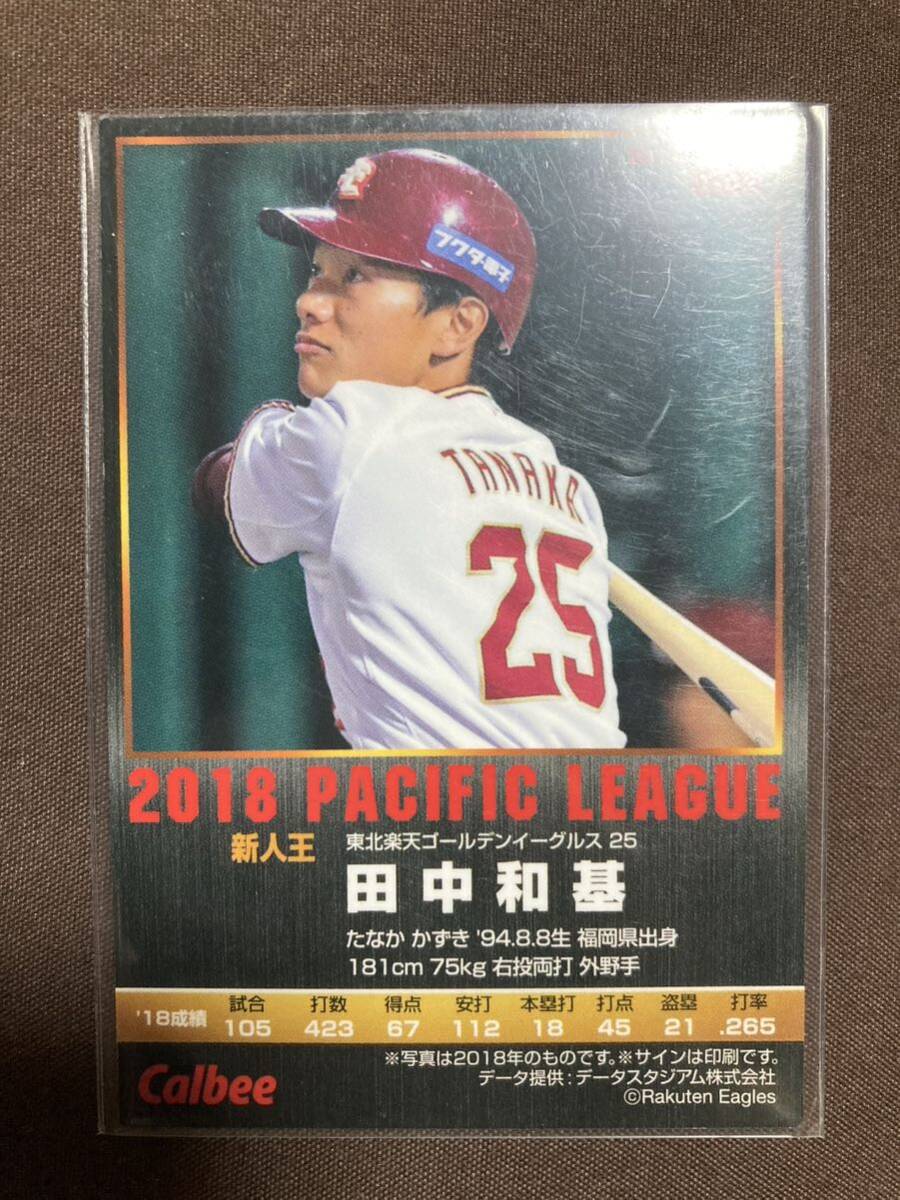 フクダ電子
TANAKA
25
2018 PACIFIC LEAGUE
新人王
東北楽天ゴールデンイーグルス 25
田中和基
たなか かずき '94.8.8生 福岡県出身
181cm 75kg 右投両打 外野手
'18成績 試合 打数 得点 安打 本塁打 打点 盗塁 打率
105 423 67 112 18 45 21 .265
※写真は2018年のものです。※サインは印刷です。
データ提供：データスタジアム株式会社
Calbee
©Rakuten Eagles